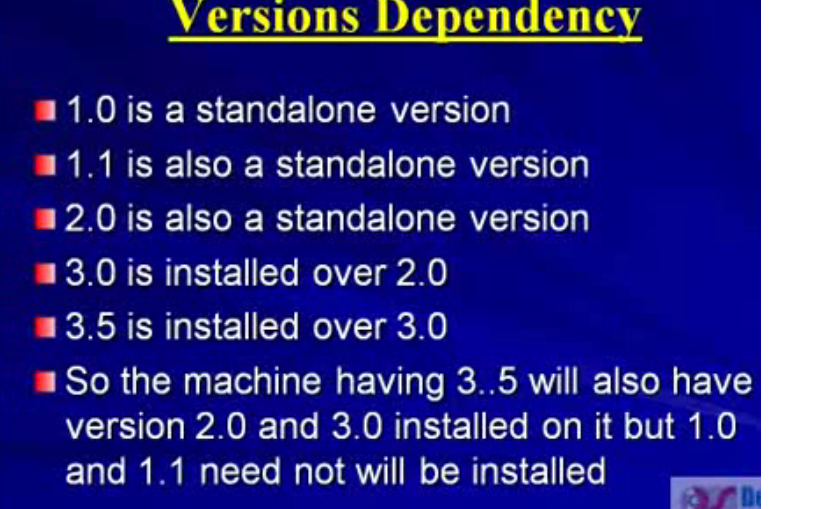 Versions Dependency
1.0 is a standalone version
1.1 is also a standalone version
2.0 is also a standalone version
3.0 is installed over 2.0
3.5 is installed over 3.0
So the machine having 3..5 will also have
version 2.0 and 3.0 installed on it but 1.0
and 1.1 need not will be installed